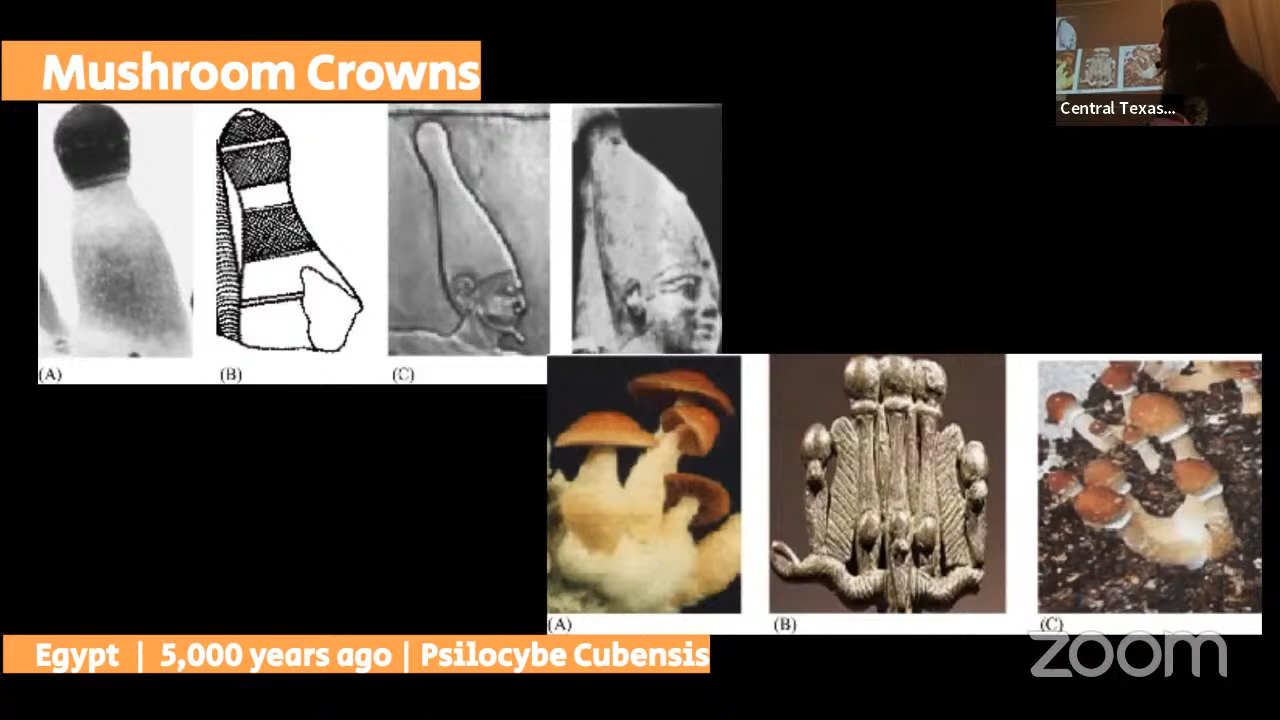 Mushroom Crowns
Central Texas...
(A)
(B)
(C)
(A)
(B)
(C)
Egypt | 5,000 years ago | Psilocybe Cubensis
zoom